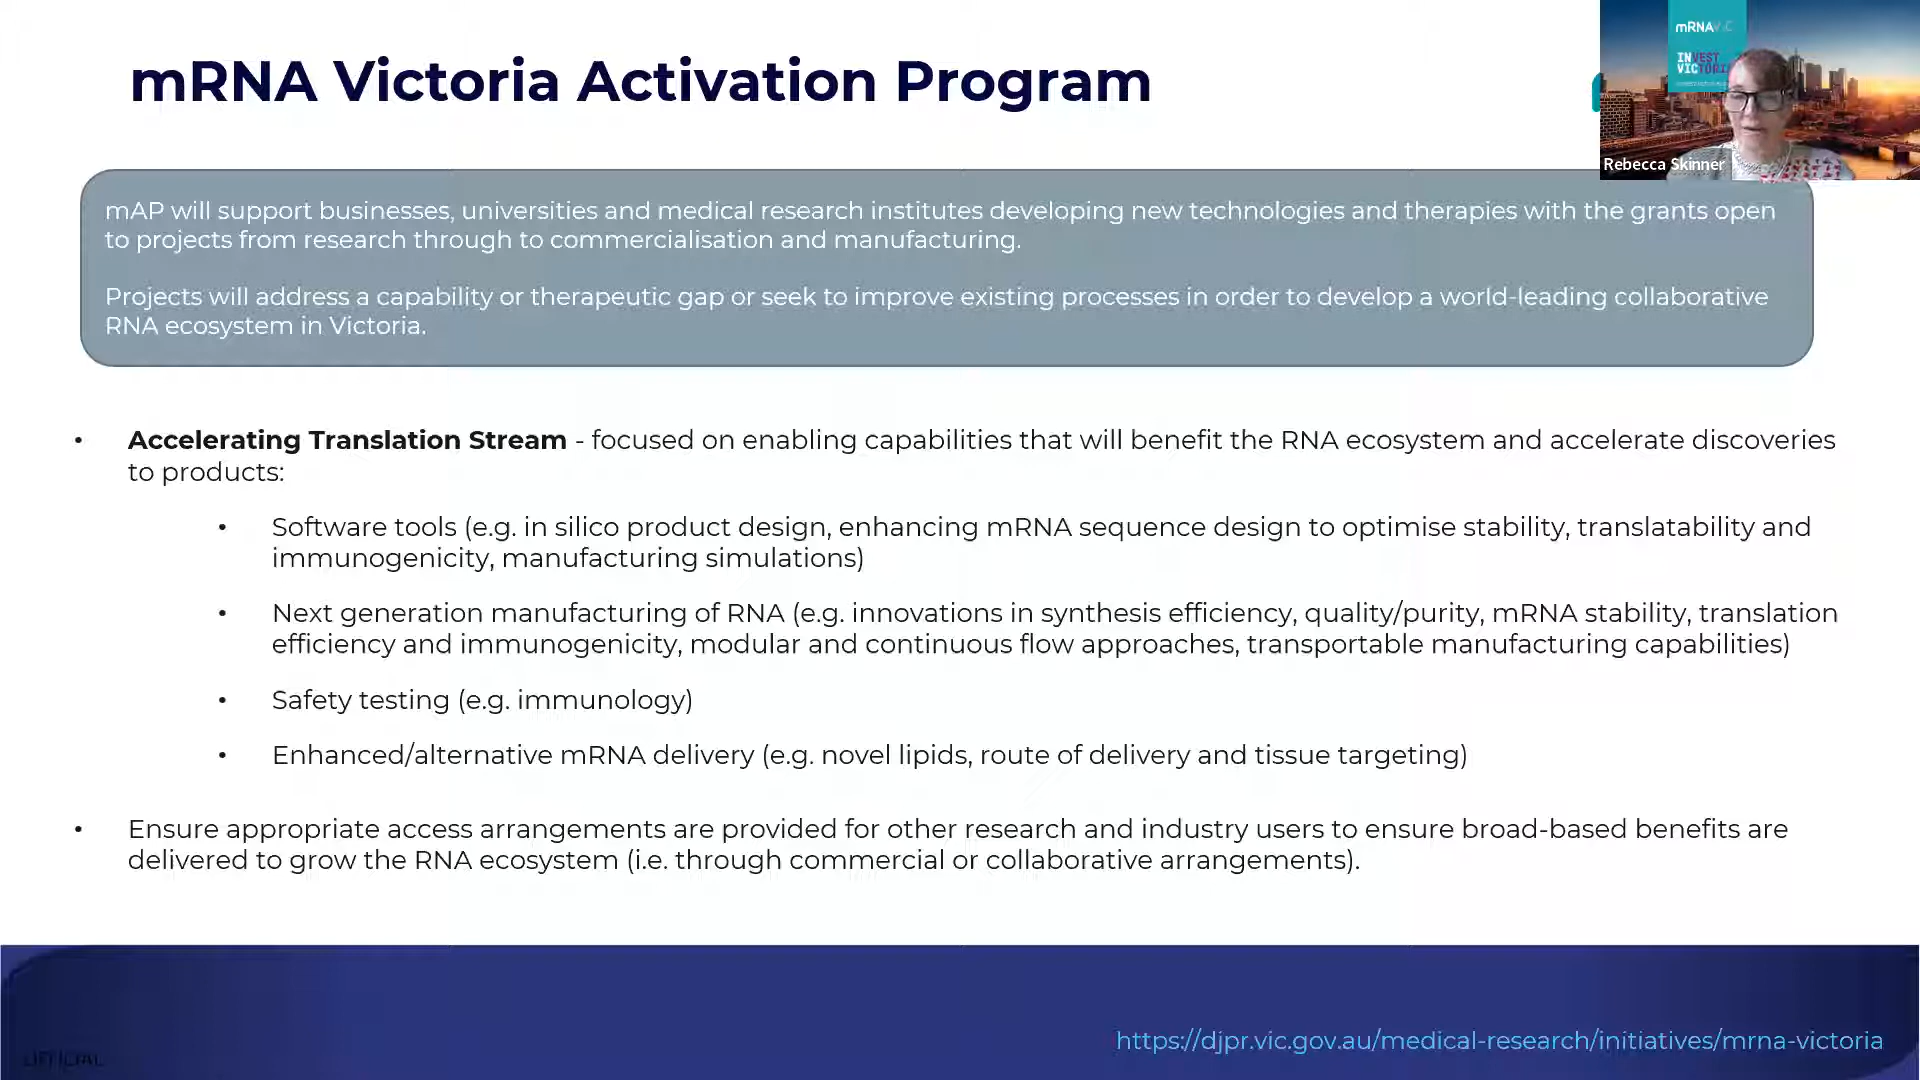 mRNA Victoria Activation Program
mRNAVIC
INVEST
VICTORIA
Rebecca Skinner
mAP will support businesses, universities and medical research institutes developing new technologies and therapies with the grants open
to projects from research through to commercialisation and manufacturing.
Projects will address a capability or therapeutic gap or seek to improve existing processes in order to develop a world-leading collaborative
RNA ecosystem in Victoria.
• Accelerating Translation Stream - focused on enabling capabilities that will benefit the RNA ecosystem and accelerate discoveries
to products:
• Software tools (e.g. in silico product design, enhancing mRNA sequence design to optimise stability, translatability and
immunogenicity, manufacturing simulations)
• Next generation manufacturing of RNA (e.g. innovations in synthesis efficiency, quality/purity, mRNA stability, translation
efficiency and immunogenicity, modular and continuous flow approaches, transportable manufacturing capabilities)
• Safety testing (e.g. immunology)
• Enhanced/alternative mRNA delivery (e.g. novel lipids, route of delivery and tissue targeting)
• Ensure appropriate access arrangements are provided for other research and industry users to ensure broad-based benefits are
delivered to grow the RNA ecosystem (i.e. through commercial or collaborative arrangements).
https://djpr.vic.gov.au/medical-research/initiatives/mrna-victoria
OFFICIAL